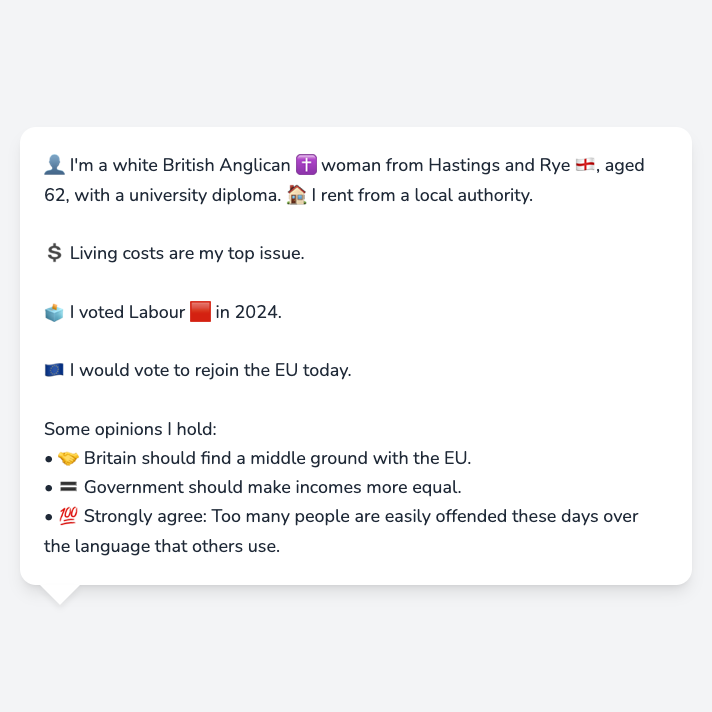 👤 I'm a white British Anglican ✝️ woman from Hastings and Rye 🏴󠁧󠁢󠁥󠁮󠁧󠁿, aged
62, with a university diploma. 🏠 I rent from a local authority.
💲 Living costs are my top issue.
🗳️ I voted Labour 🟥 in 2024.
🇪🇺 I would vote to rejoin the EU today.
Some opinions I hold:
• 🤝 Britain should find a middle ground with the EU.
• 🟰 Government should make incomes more equal.
• 💯 Strongly agree: Too many people are easily offended these days over
the language that others use.